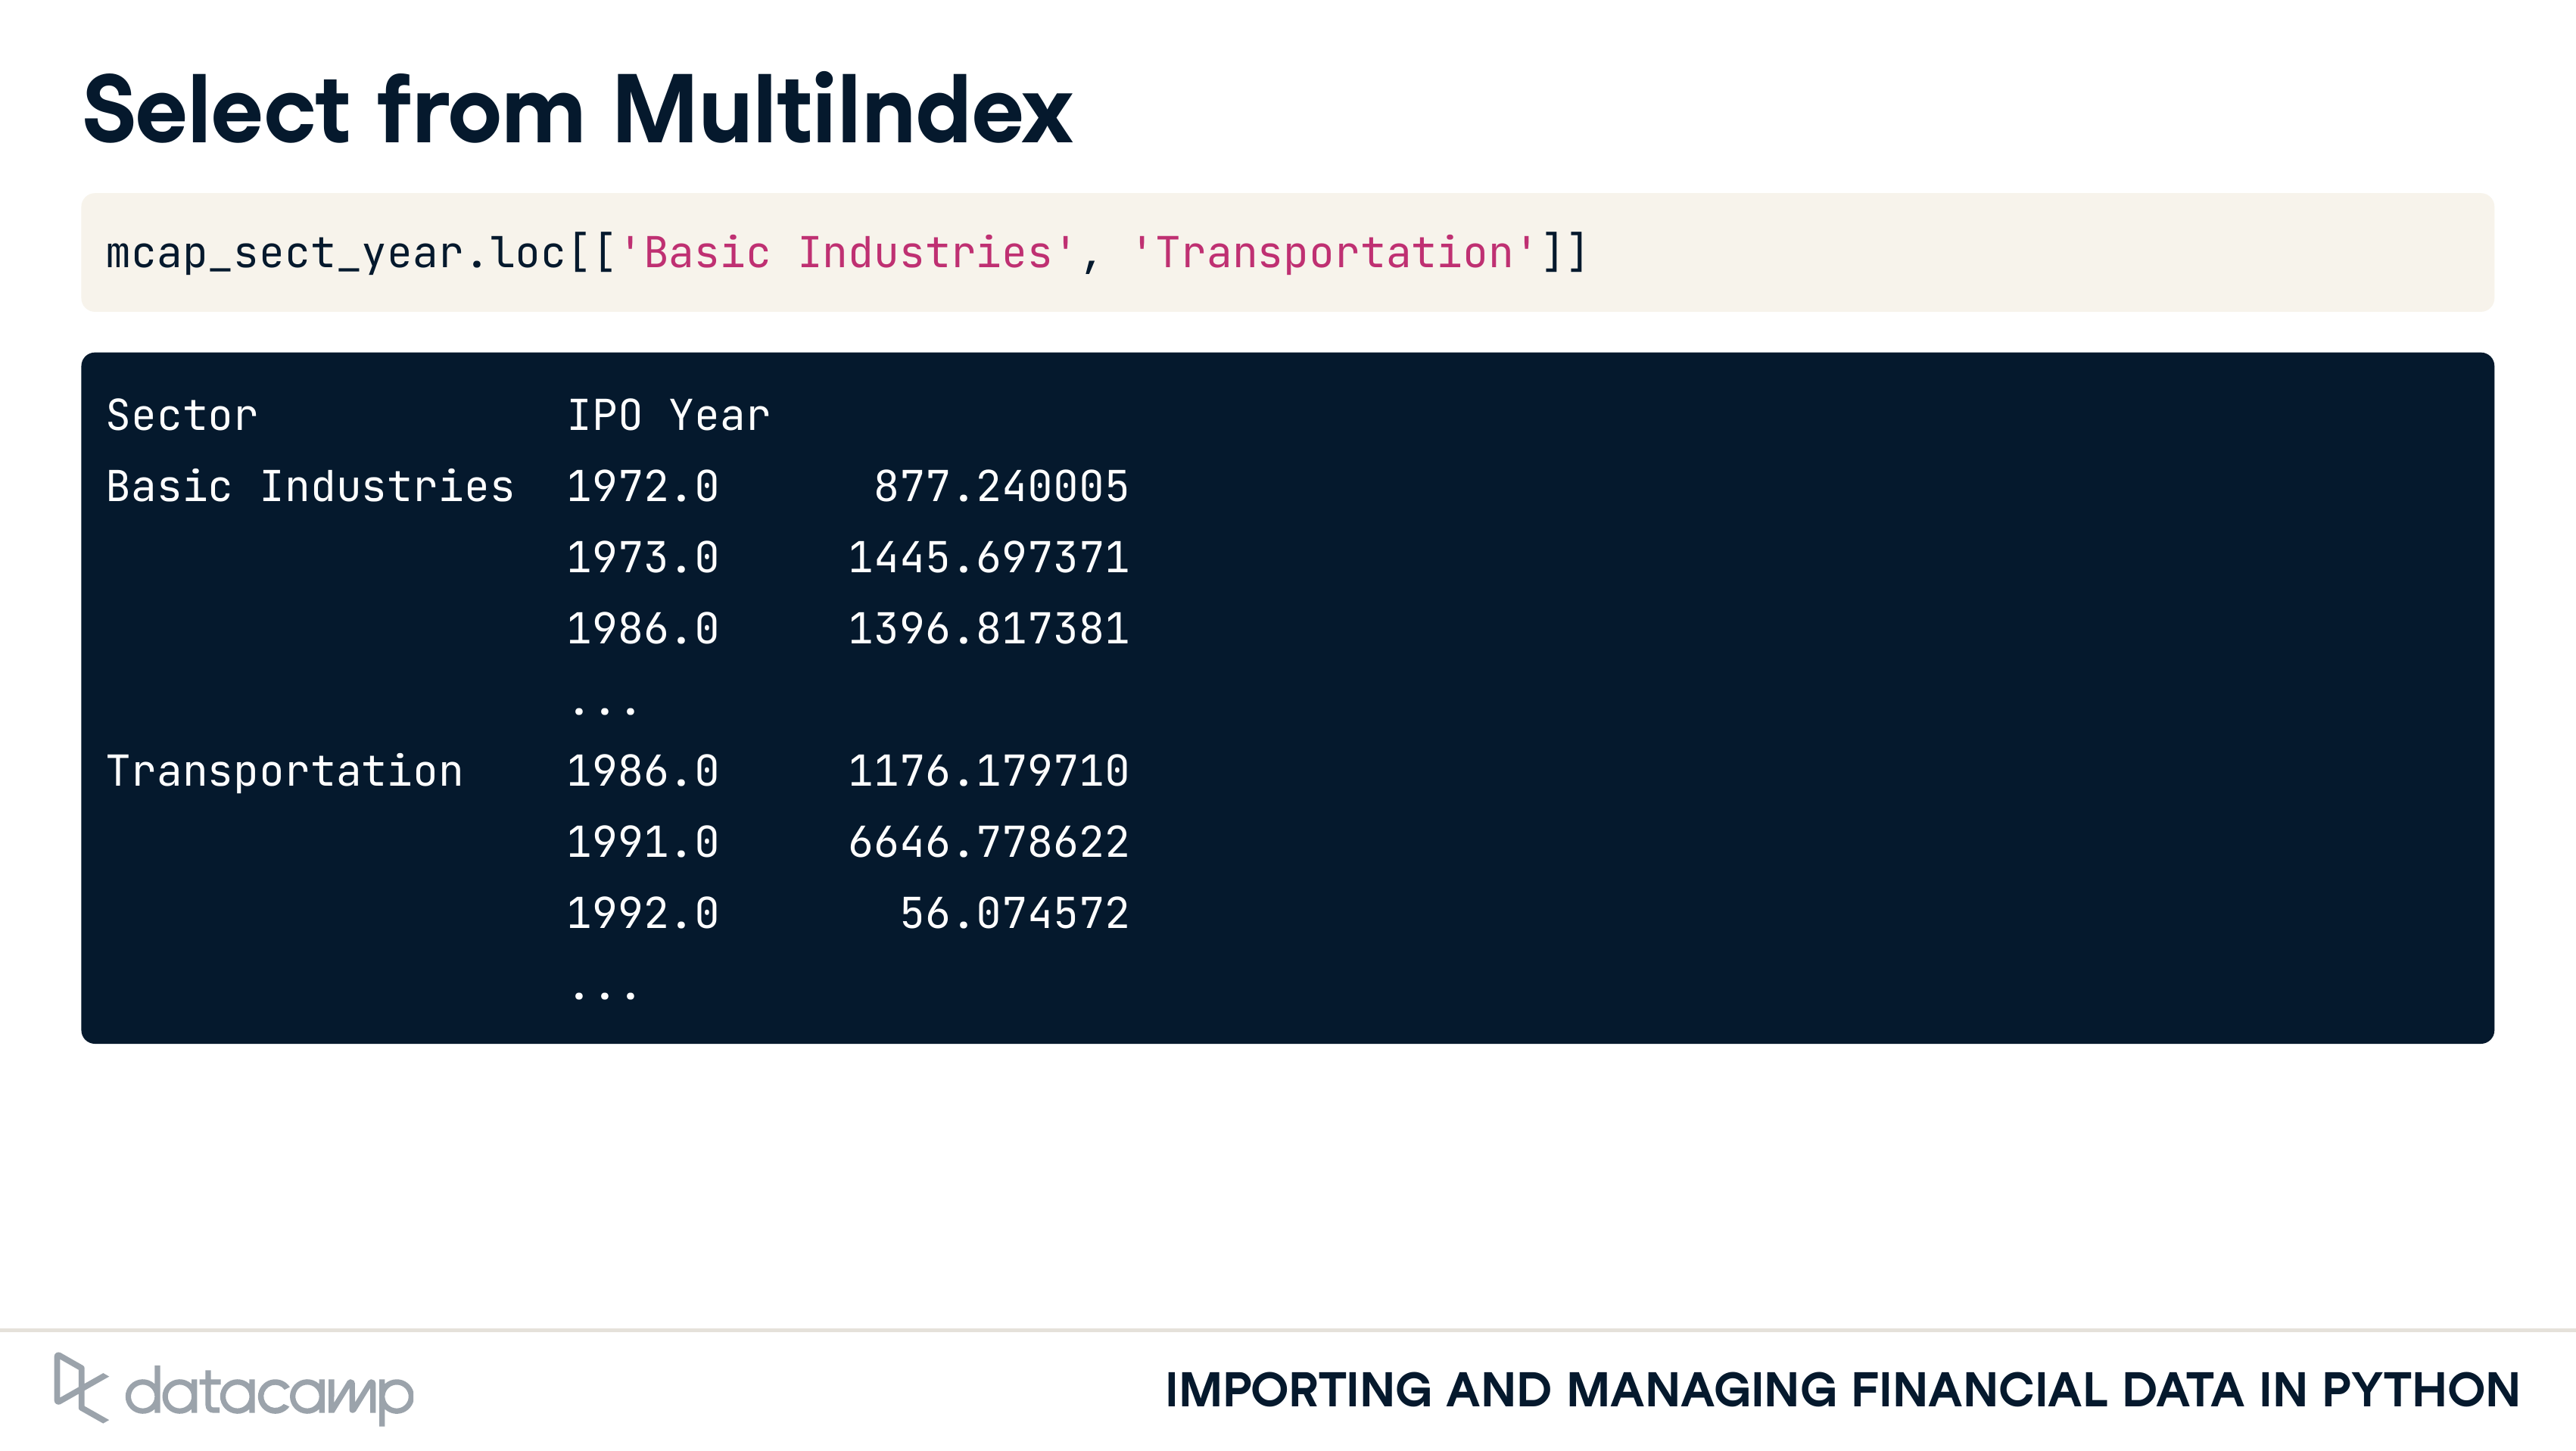 Select from MultiIndex
mcap_sect_year.loc[['Basic Industries', 'Transportation']]
Sector            IPO Year
Basic Industries  1972.0      877.240005
                  1973.0     1445.697371
                  1986.0     1396.817381
                  ...
Transportation    1986.0     1176.179710
                  1991.0     6646.778622
                  1992.0       56.074572
                  ...
datacamp
IMPORTING AND MANAGING FINANCIAL DATA IN PYTHON